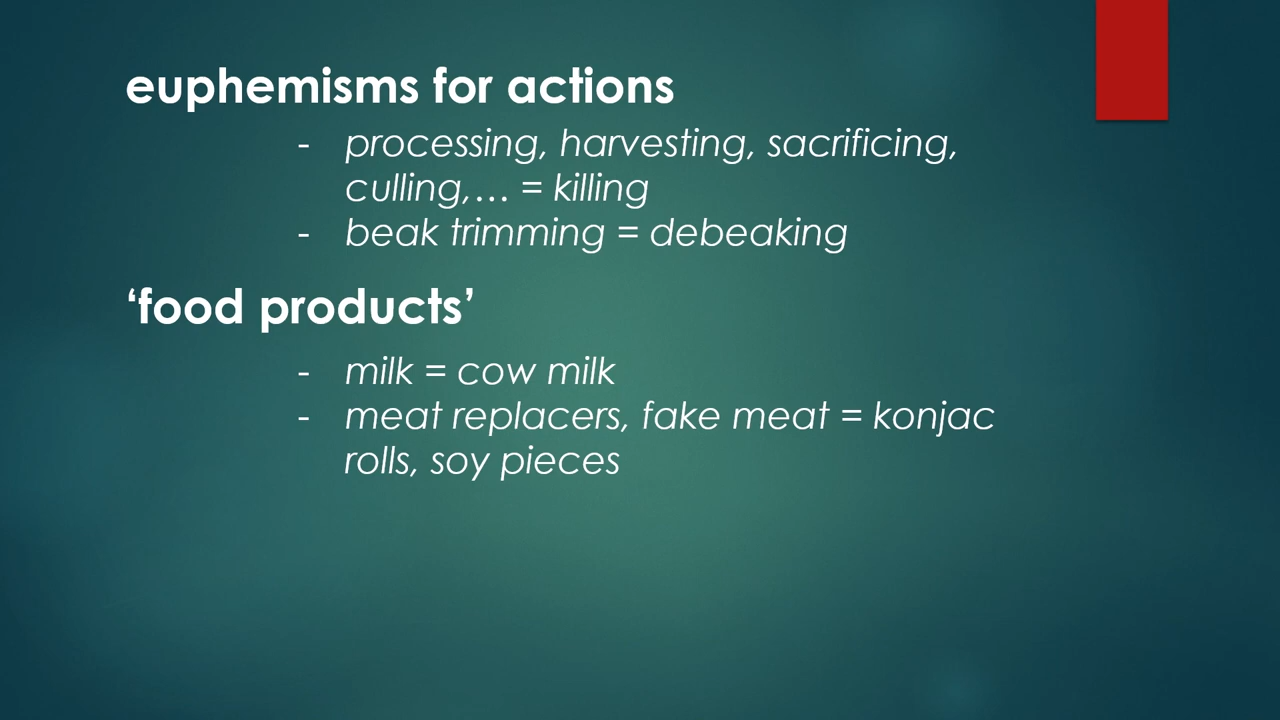 euphemisms for actions
- processing, harvesting, sacrificing,
culling,… = killing
- beak trimming = debeaking
‘food products’
- milk = cow milk
- meat replacers, fake meat = konjac
rolls, soy pieces